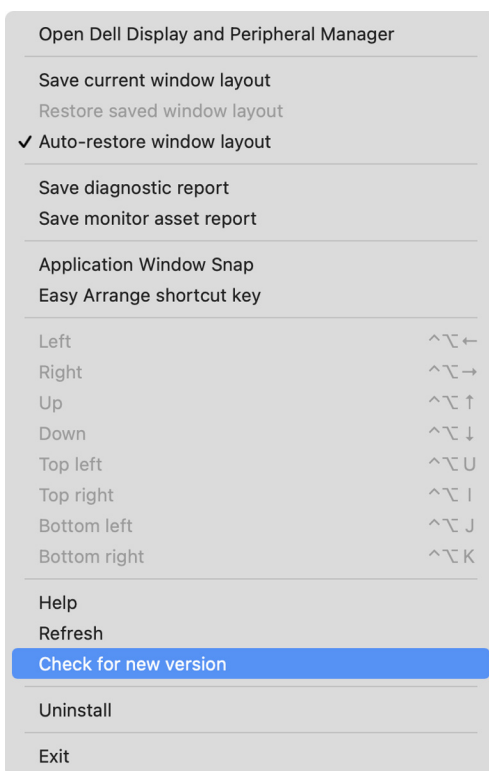 Open Dell Display and Peripheral Manager
Save current window layout
Restore saved window layout
✓ Auto-restore window layout
Save diagnostic report
Save monitor asset report
Application Window Snap
Easy Arrange shortcut key
Left ^⌥←
Right ^⌥→
Up ^⌥↑
Down ^⌥↓
Top left ^⌥U
Top right ^⌥I
Bottom left ^⌥J
Bottom right ^⌥K
Help
Refresh
Check for new version
Uninstall
Exit